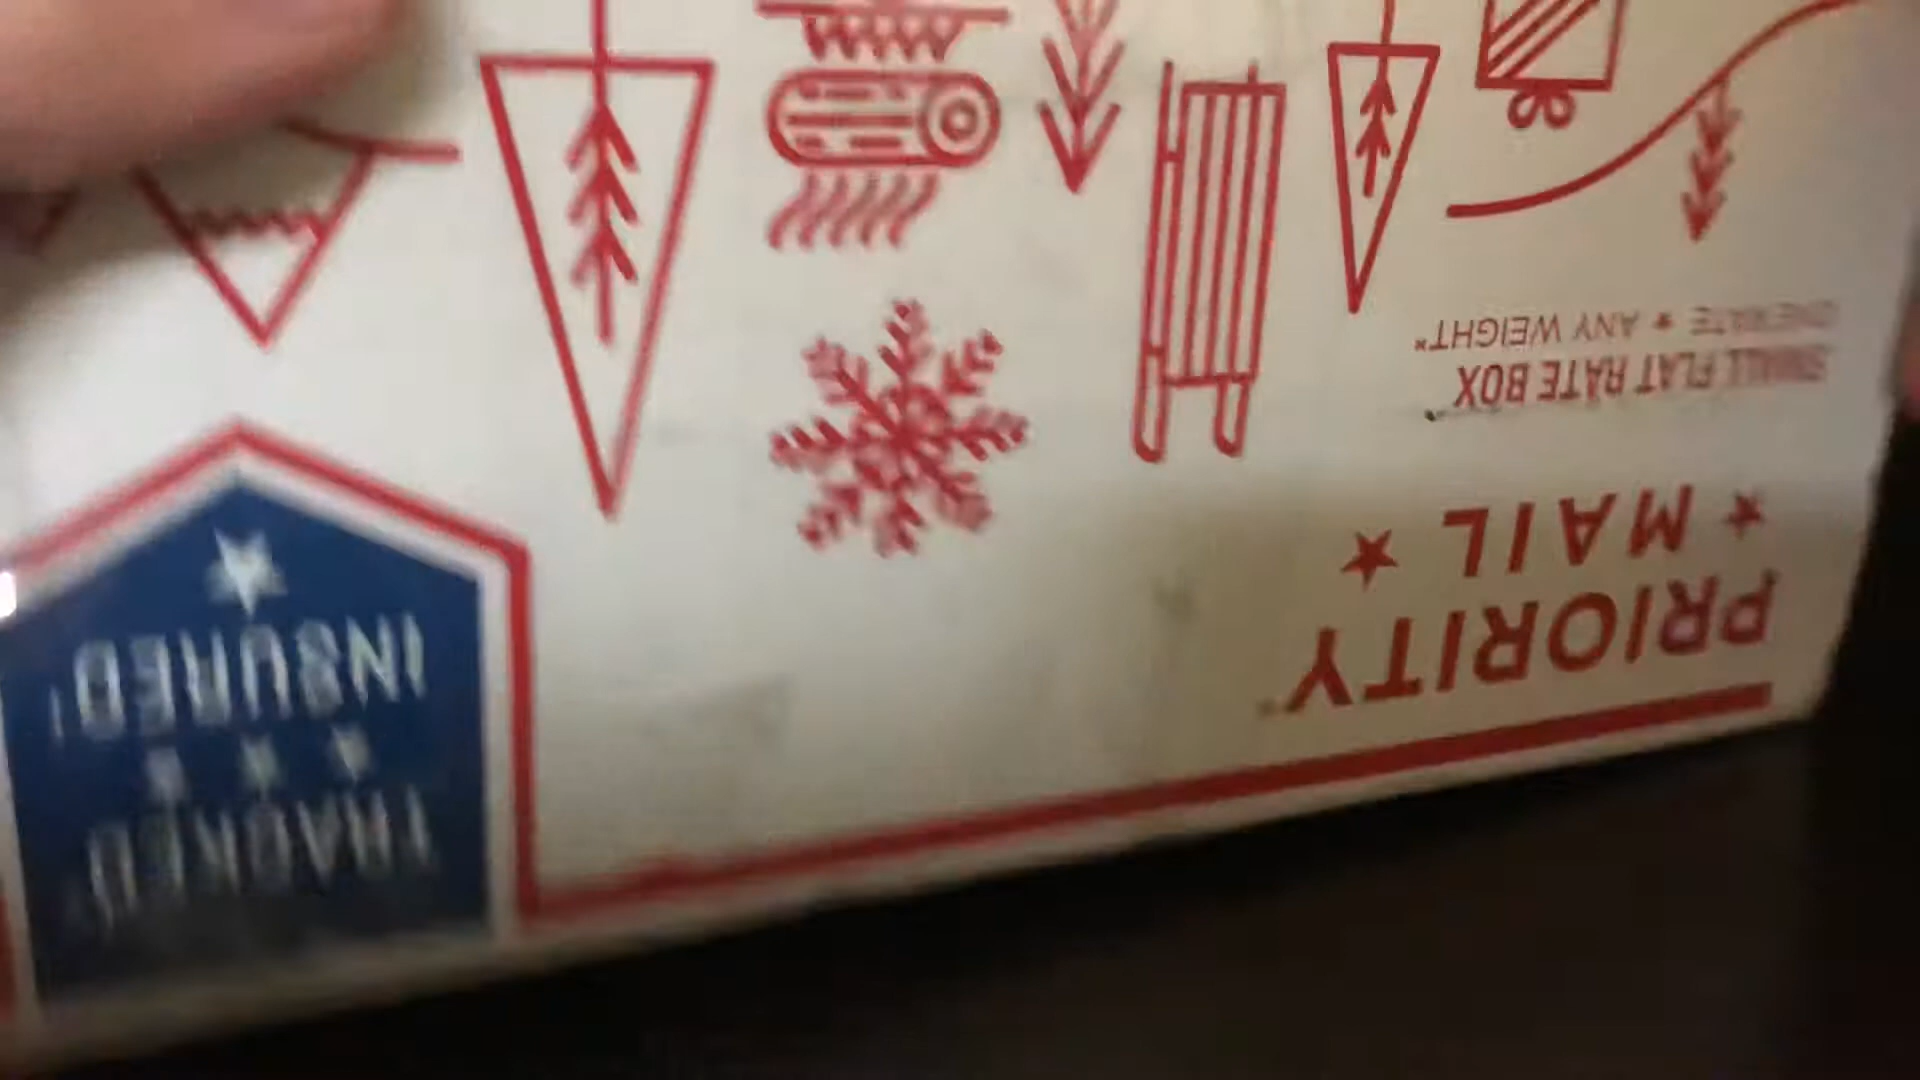 PRIORITY
★ MAIL ★
SMALL FLAT RATE BOX
ONE RATE ★ ANY WEIGHT*
TRACKED
★ ★ ★
INSURED